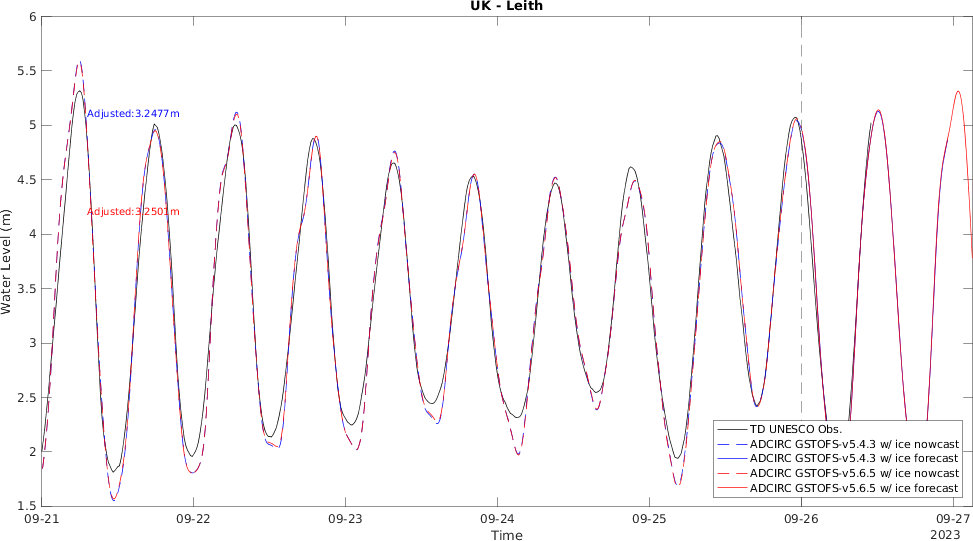 UK - Leith
6
5.5
5
4.5
4
3.5
3
2.5
2
1.5
Water Level (m)
Adjusted:3.2477m
Adjusted:3.2501m
TD UNESCO Obs.
ADCIRC GSTOFS-v5.4.3 w/ ice nowcast
ADCIRC GSTOFS-v5.4.3 w/ ice forecast
ADCIRC GSTOFS-v5.6.5 w/ ice nowcast
ADCIRC GSTOFS-v5.6.5 w/ ice forecast
09-21 09-22 09-23 09-24 09-25 09-26 09-27
Time
2023